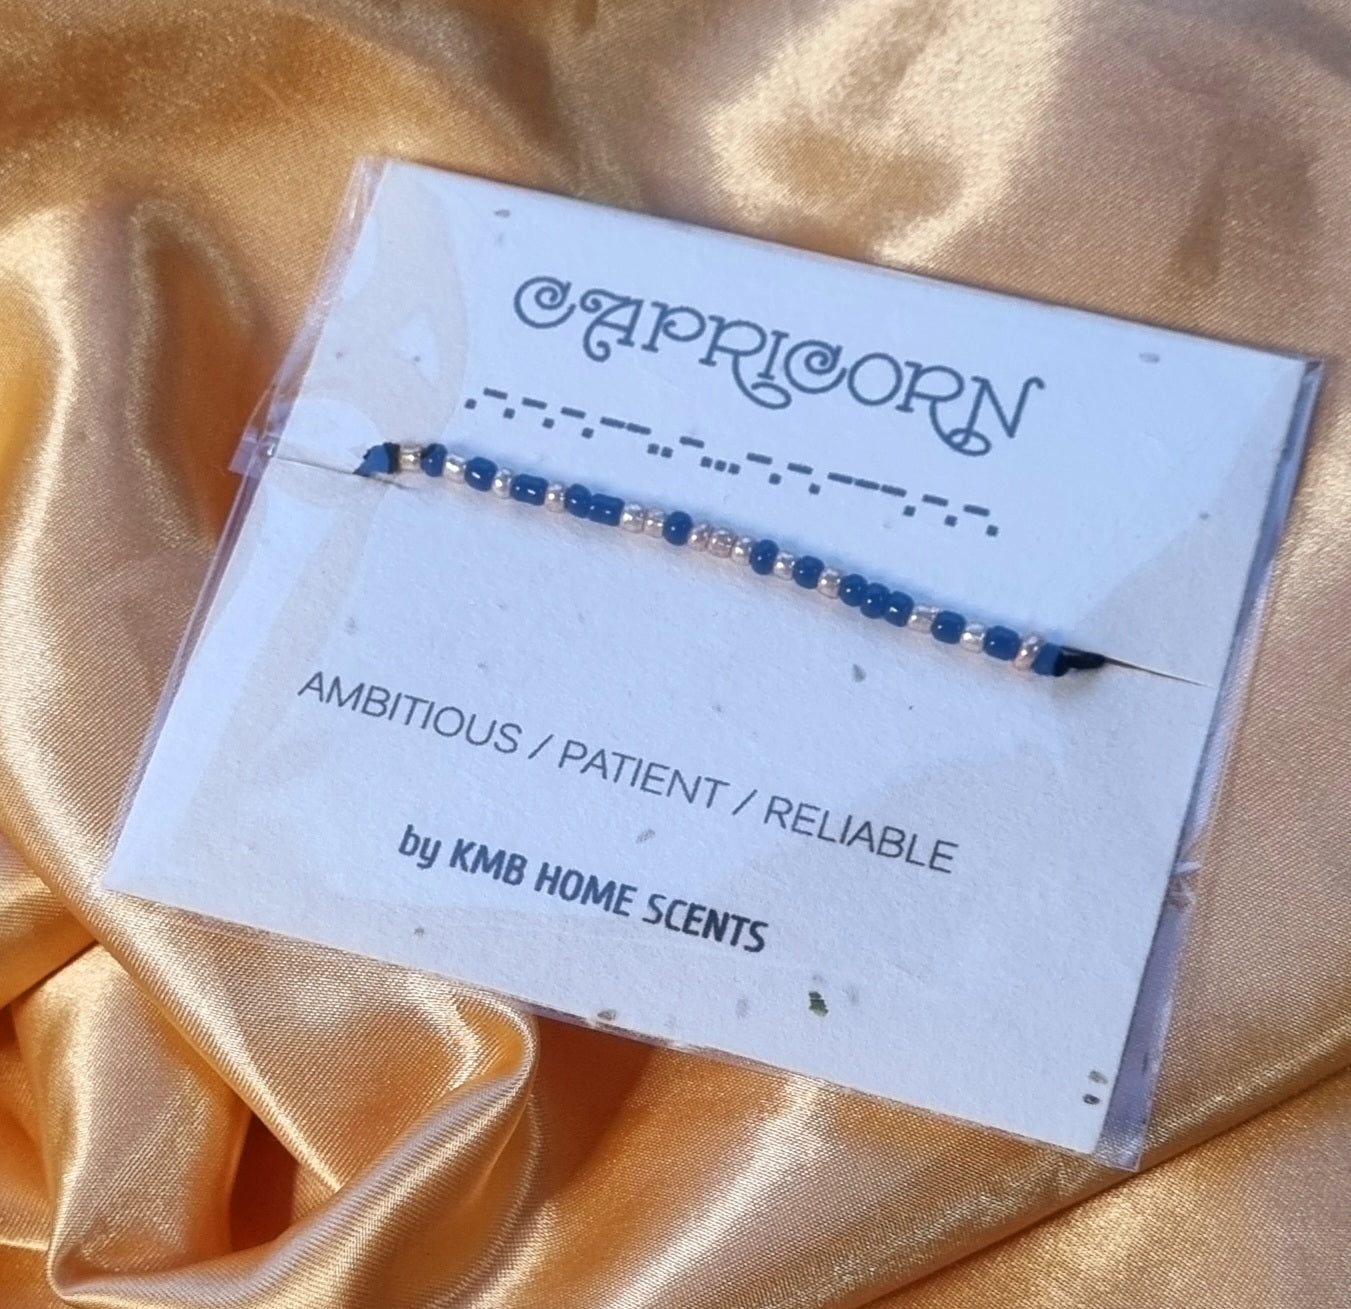 CAPRICORN
.-.-.-.--..-...-.-.---.-.-.
AMBITIOUS / PATIENT / RELIABLE
by KMB HOME SCENTS